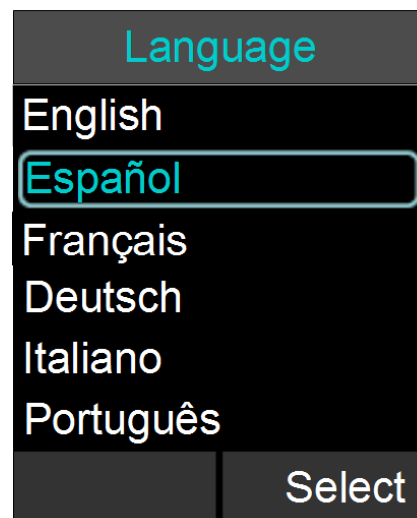 Language
English
Español
Français
Deutsch
Italiano
Português
Select